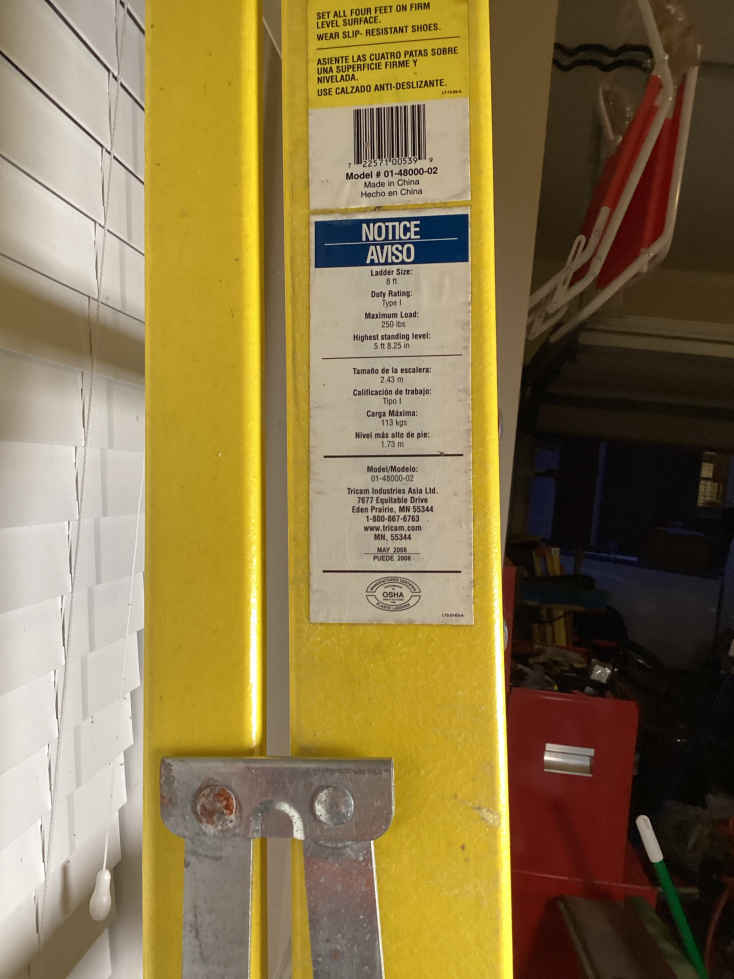 SET ALL FOUR FEET ON FIRM
LEVEL SURFACE.
WEAR SLIP- RESISTANT SHOES.
ASIENTE LAS CUATRO PATAS SOBRE
UNA SUPERFICIE FIRME Y
NIVELADA.
USE CALZADO ANTI-DESLIZANTE.
7 22571 00539 9
Model # 01-48000-02
Made in China
Hecho en China
NOTICE
AVISO
Ladder Size:
8 ft
Duty Rating:
Type I
Maximum Load:
250 lbs
Highest standing level:
5 ft 8.25 in
Tamaño de la escalera:
2.43 m
Calificación de trabajo:
Tipo I
Carga Máxima:
113 kgs
Nivel más alto de pie:
1.73 m
Model/Modelo:
01-48000-02
Tricam Industries Asia Ltd.
7677 Equitable Drive
Eden Prairie, MN 55344
1-800-867-6763
www.tricam.com
MN, 55344
MAY 2008
PUEDE 2008
OSHA